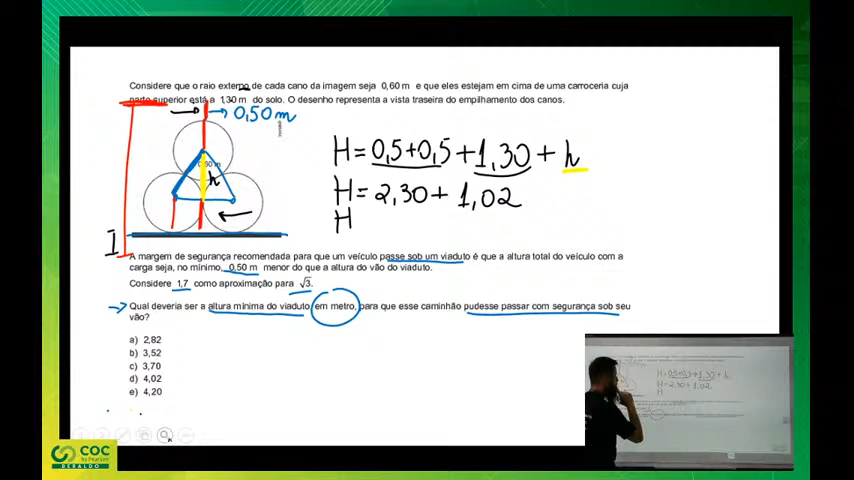 Considere que o raio externo de cada cano da imagem seja 0,60 m e que eles estejam em cima de uma carroceria cuja
parte superior está a 1,30 m do solo. O desenho representa a vista traseira do empilhamento dos canos.
0,50 m
h
H = 0,5+0,5 + 1,30 + h
H = 2,30 + 1,02
H
A margem de segurança recomendada para que um veículo passe sob um viaduto é que a altura total do veículo com a
carga seja, no mínimo, 0,50 m menor do que a altura do vão do viaduto.
Considere 1,7 como aproximação para √3.
Qual deveria ser a altura mínima do viaduto, em metro, para que esse caminhão pudesse passar com segurança sob seu
vão?
a) 2,82
b) 3,52
c) 3,70
d) 4,02
e) 4,20
COC
by Pearson
BERALDO